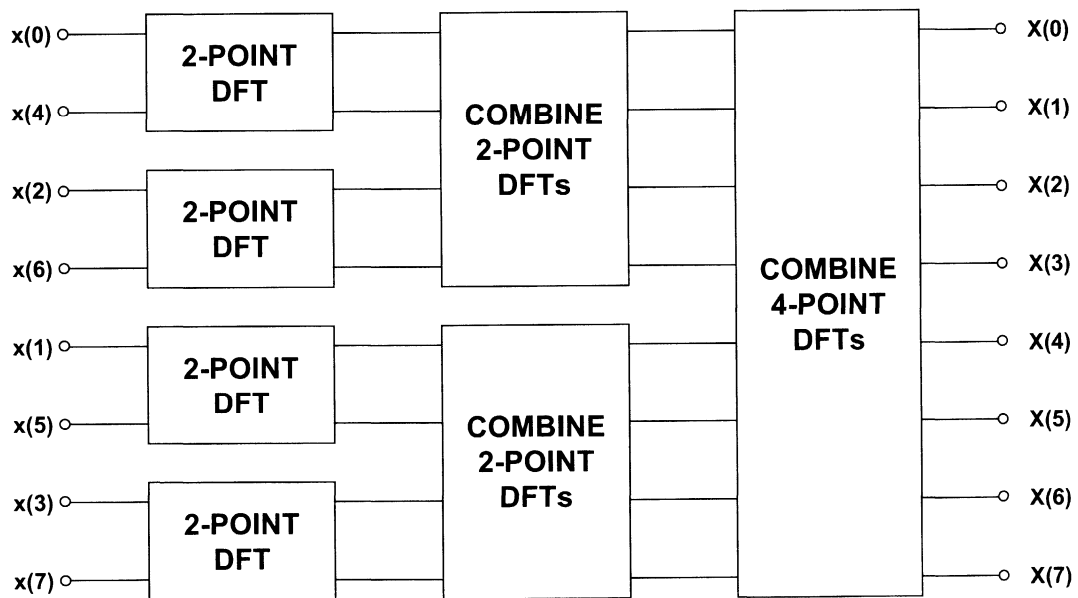 x(0)
x(4)
x(2)
x(6)
x(1)
x(5)
x(3)
x(7)
2-POINT
DFT
2-POINT
DFT
2-POINT
DFT
2-POINT
DFT
COMBINE
2-POINT
DFTs
COMBINE
2-POINT
DFTs
COMBINE
4-POINT
DFTs
X(0)
X(1)
X(2)
X(3)
X(4)
X(5)
X(6)
X(7)